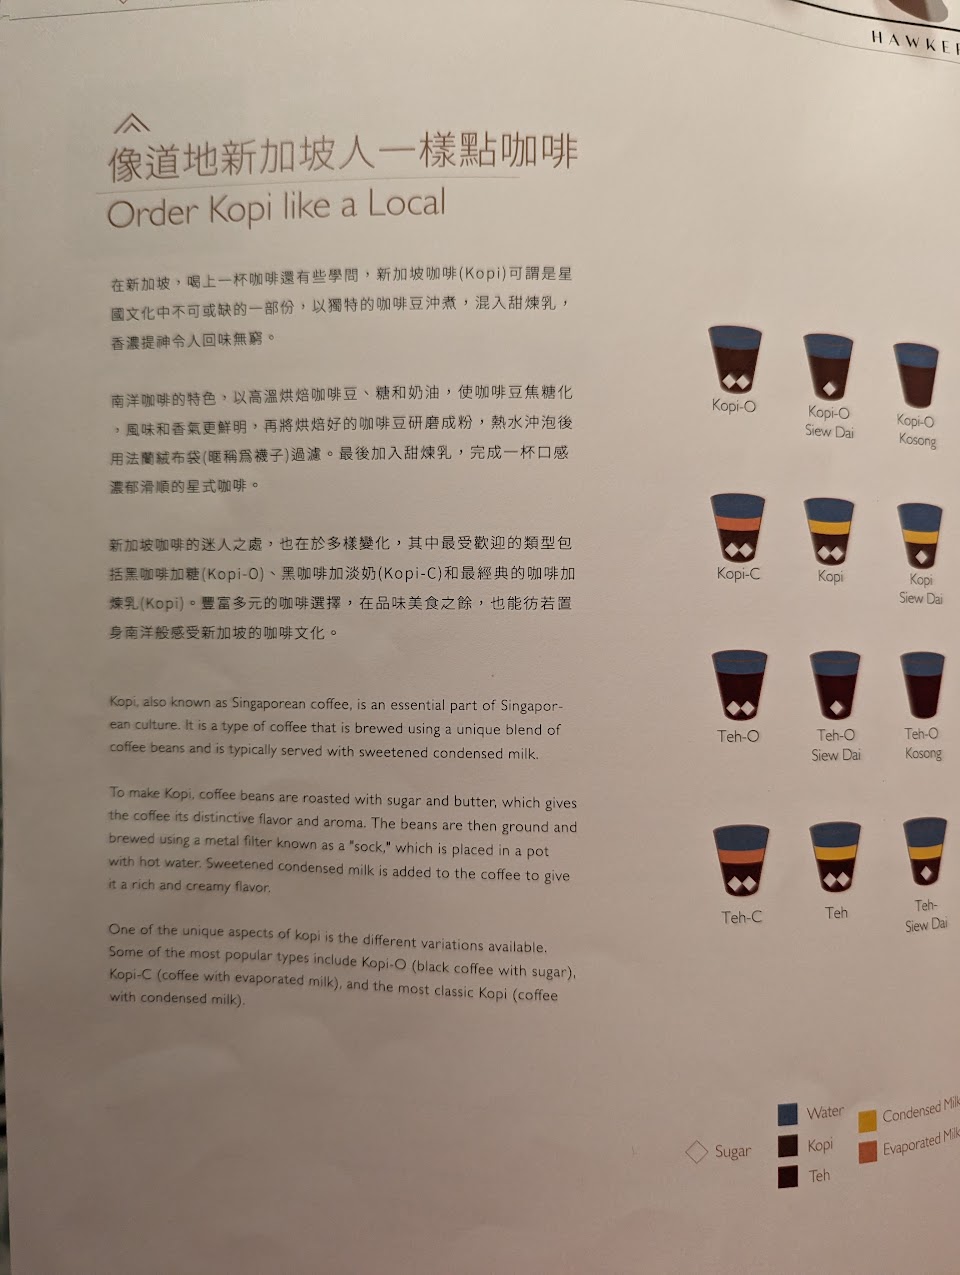 HAWKER
像道地新加坡人一樣點咖啡
Order Kopi like a Local
在新加坡，喝上一杯咖啡還有些學問，新加坡咖啡(Kopi)可謂是星
國文化中不可或缺的一部份，以獨特的咖啡豆沖煮，混入甜煉乳，
香濃提神令人回味無窮。
南洋咖啡的特色，以高溫烘焙咖啡豆、糖和奶油，使咖啡豆焦糖化
，風味和香氣更鮮明，再將烘焙好的咖啡豆研磨成粉，熱水沖泡後
用法蘭絨布袋(暱稱爲襪子)過濾。最後加入甜煉乳，完成一杯口感
濃郁滑順的星式咖啡。
新加坡咖啡的迷人之處，也在於多樣變化，其中最受歡迎的類型包
括黑咖啡加糖(Kopi-O)、黑咖啡加淡奶(Kopi-C)和最經典的咖啡加
煉乳(Kopi)。豐富多元的咖啡選擇，在品味美食之餘，也能彷若置
身南洋般感受新加坡的咖啡文化。
Kopi, also known as Singaporean coffee, is an essential part of Singapor-
ean culture. It is a type of coffee that is brewed using a unique blend of
coffee beans and is typically served with sweetened condensed milk.
To make Kopi, coffee beans are roasted with sugar and butter, which gives
the coffee its distinctive flavor and aroma. The beans are then ground and
brewed using a metal filter known as a "sock," which is placed in a pot
with hot water. Sweetened condensed milk is added to the coffee to give
it a rich and creamy flavor.
One of the unique aspects of kopi is the different variations available.
Some of the most popular types include Kopi-O (black coffee with sugar),
Kopi-C (coffee with evaporated milk), and the most classic Kopi (coffee
with condensed milk).
Kopi-O
Kopi-O
Siew Dai
Kopi-O
Kosong
Kopi-C
Kopi
Kopi
Siew Dai
Teh-O
Teh-O
Siew Dai
Teh-O
Kosong
Teh-C
Teh
Teh-
Siew Dai
Sugar
Water
Kopi
Teh
Condensed Milk
Evaporated Milk